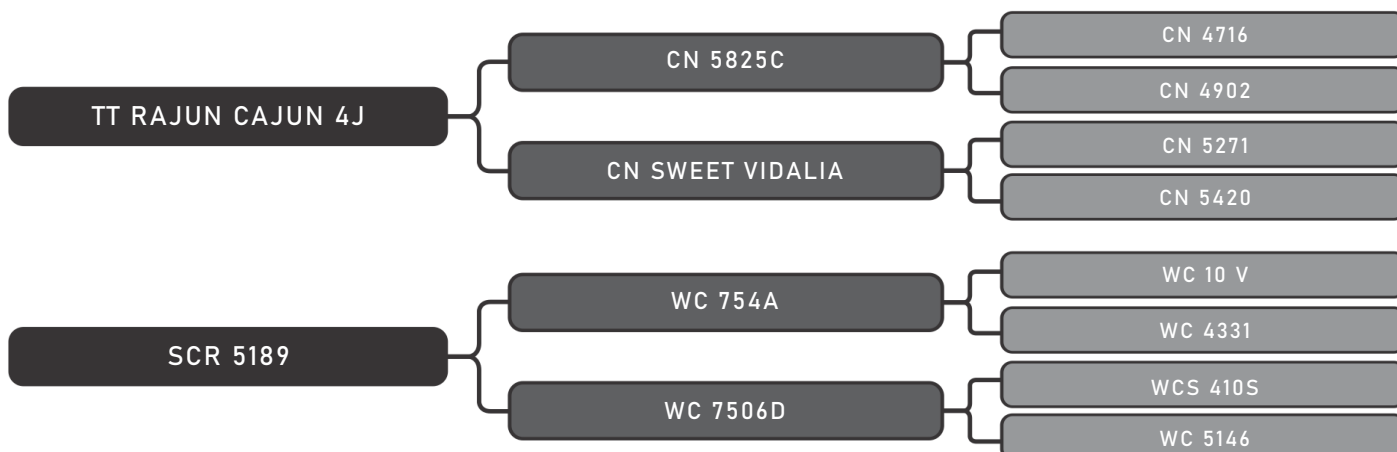 TT RAJUN CAJUN 4J
CN 5825C
CN SWEET VIDALIA
CN 4716
CN 4902
CN 5271
CN 5420
SCR 5189
WC 754A
WC 7506D
WC 10 V
WC 4331
WCS 410S
WC 5146